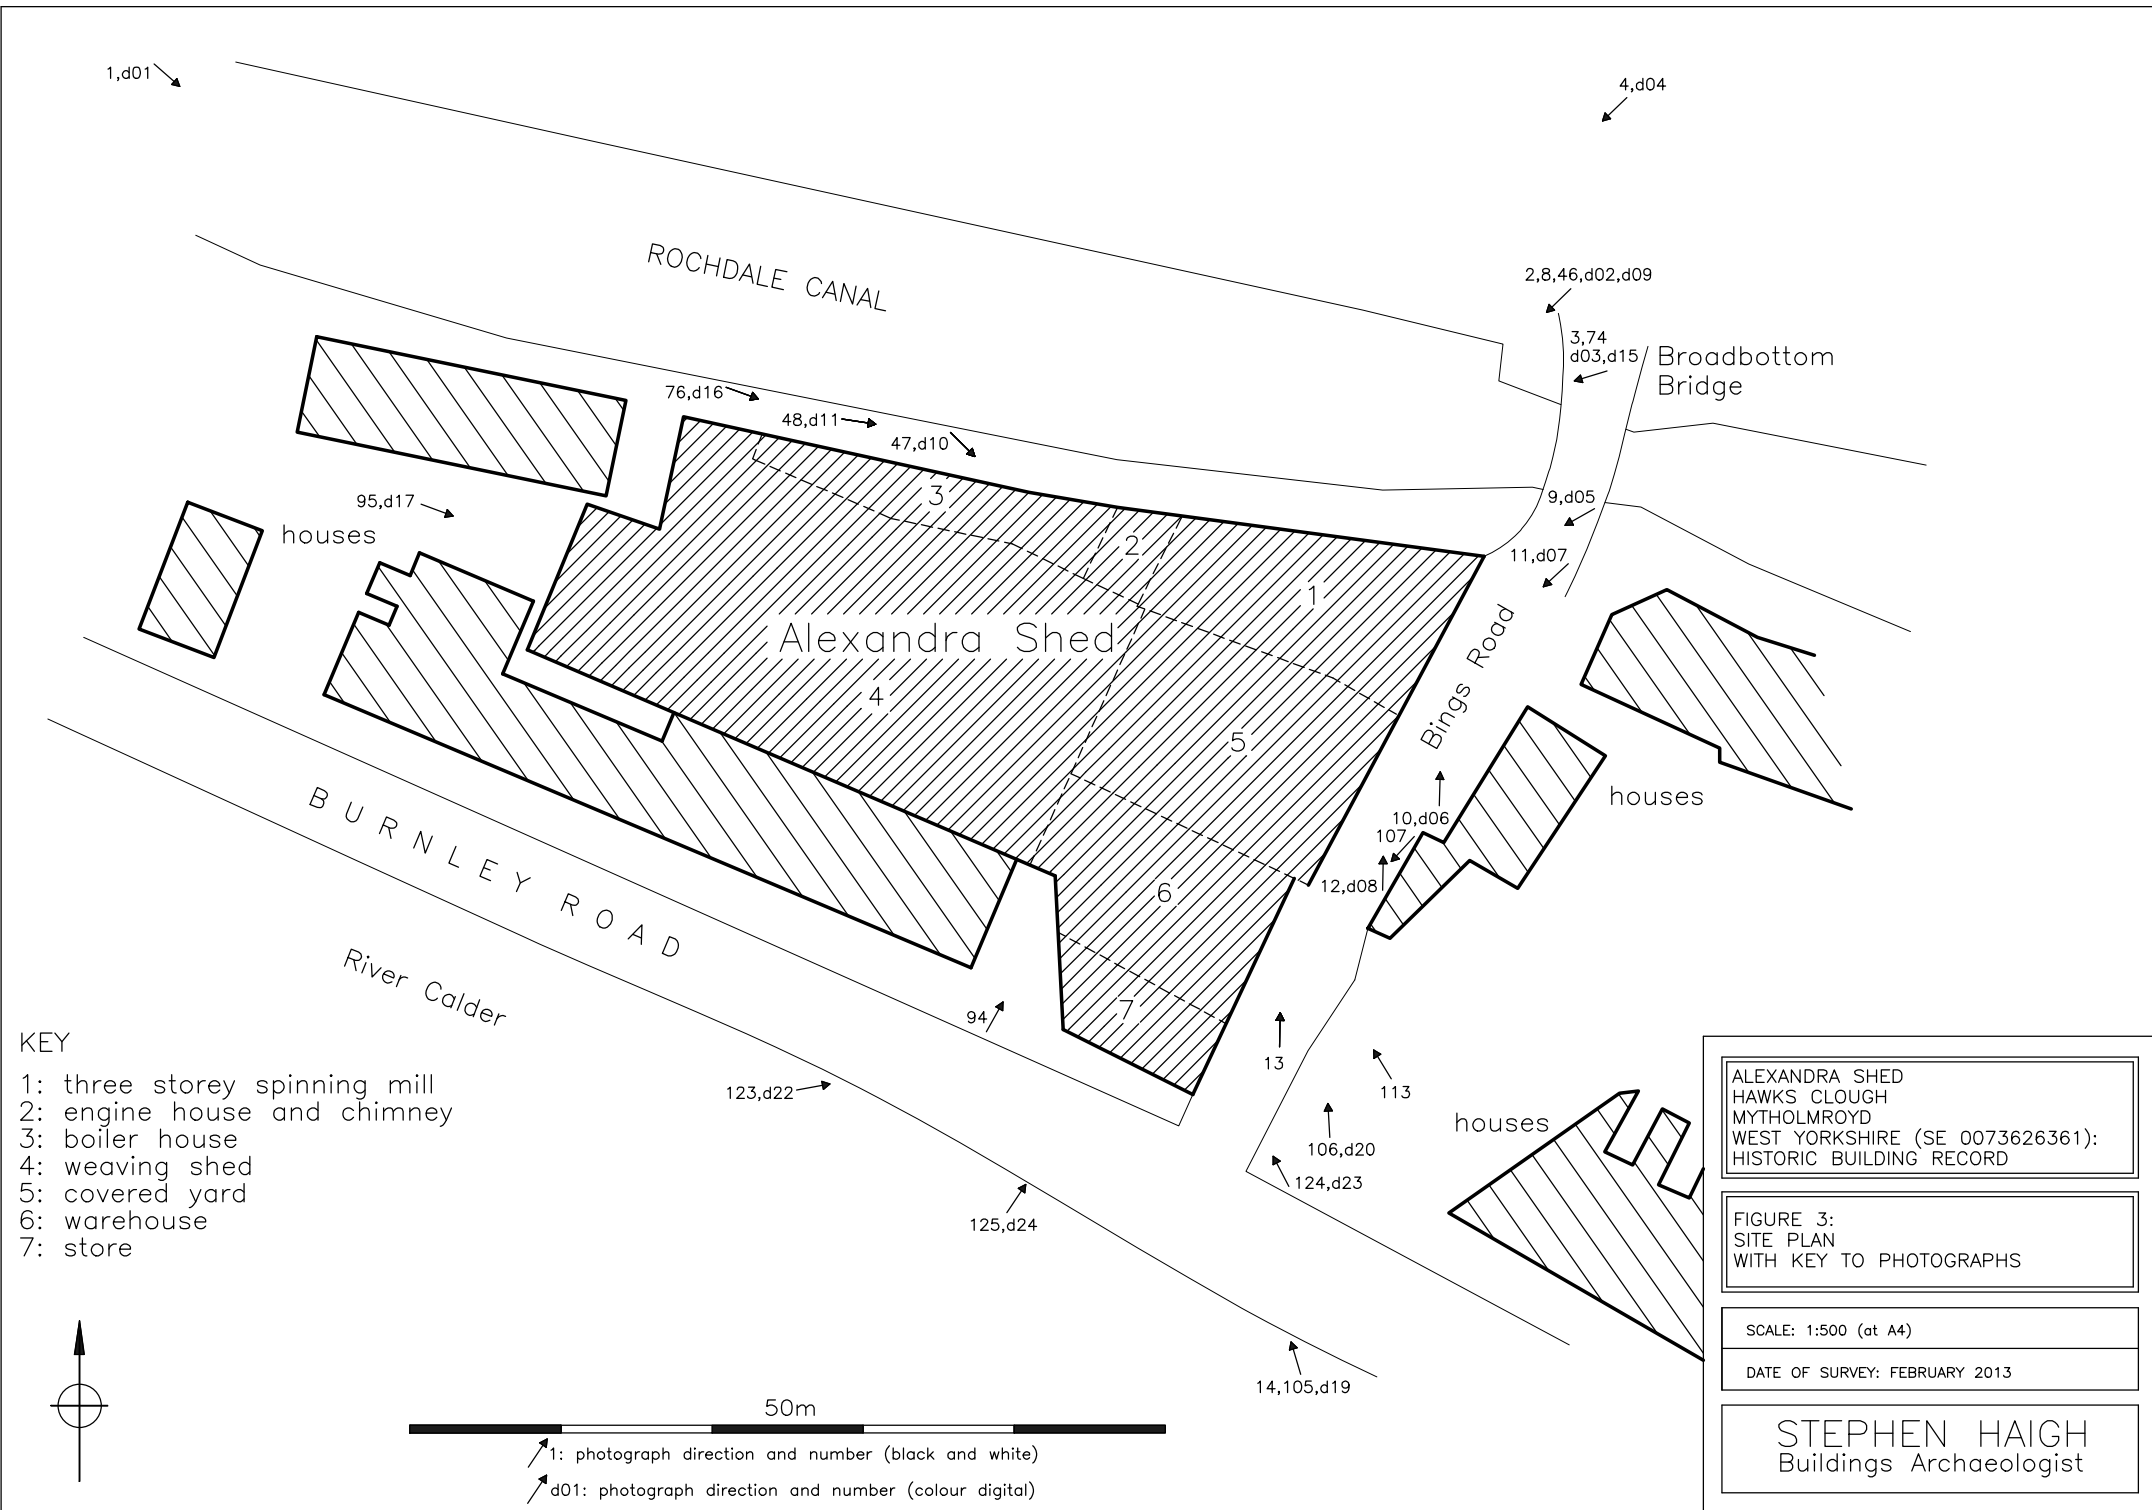 1,d01
4,d04
ROCHDALE CANAL
2,8,46,d02,d09
3,74
d03,d15
Broadbottom
Bridge
76,d16
48,d11
47,d10
3
95,d17
9,d05
houses
2
11,d07
1
Alexandra Shed
Bings Road
4
5
houses
BURNLEY ROAD
10,d06
107
12,d08
6
River Calder
94
7
13
113
123,d22
houses
106,d20
124,d23
125,d24
14,105,d19
KEY
1: three storey spinning mill
2: engine house and chimney
3: boiler house
4: weaving shed
5: covered yard
6: warehouse
7: store
50m
1: photograph direction and number (black and white)
d01: photograph direction and number (colour digital)
ALEXANDRA SHED
HAWKS CLOUGH
MYTHOLMROYD
WEST YORKSHIRE (SE 0073626361):
HISTORIC BUILDING RECORD
FIGURE 3:
SITE PLAN
WITH KEY TO PHOTOGRAPHS
SCALE: 1:500 (at A4)
DATE OF SURVEY: FEBRUARY 2013
STEPHEN HAIGH
Buildings Archaeologist